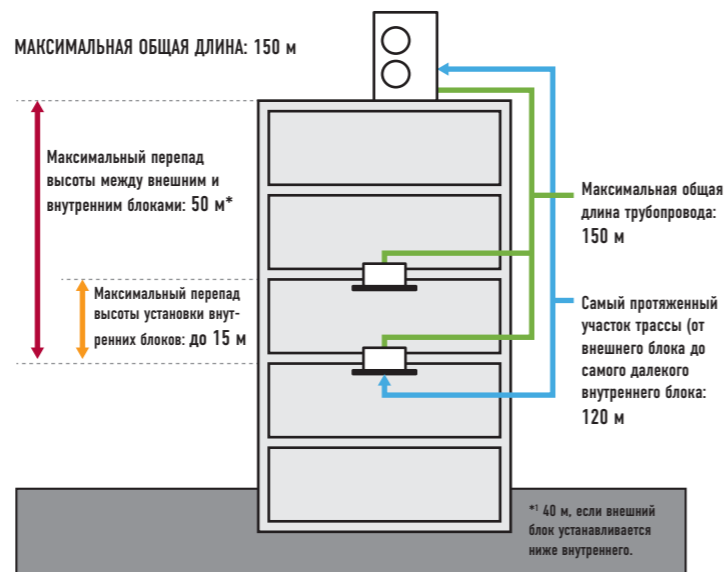 МАКСИМАЛЬНАЯ ОБЩАЯ ДЛИНА: 150 м
Максимальный перепад
высоты между внешним и
внутренним блоками: 50 м*
Максимальный перепад
высоты установки внут-
ренних блоков: до 15 м
Максимальная общая
длина трубопровода:
150 м
Самый протяженный
участок трассы (от
внешнего блока до
самого далекого
внутреннего блока:
120 м
*¹ 40 м, если внешний
блок устанавливается
ниже внутреннего.